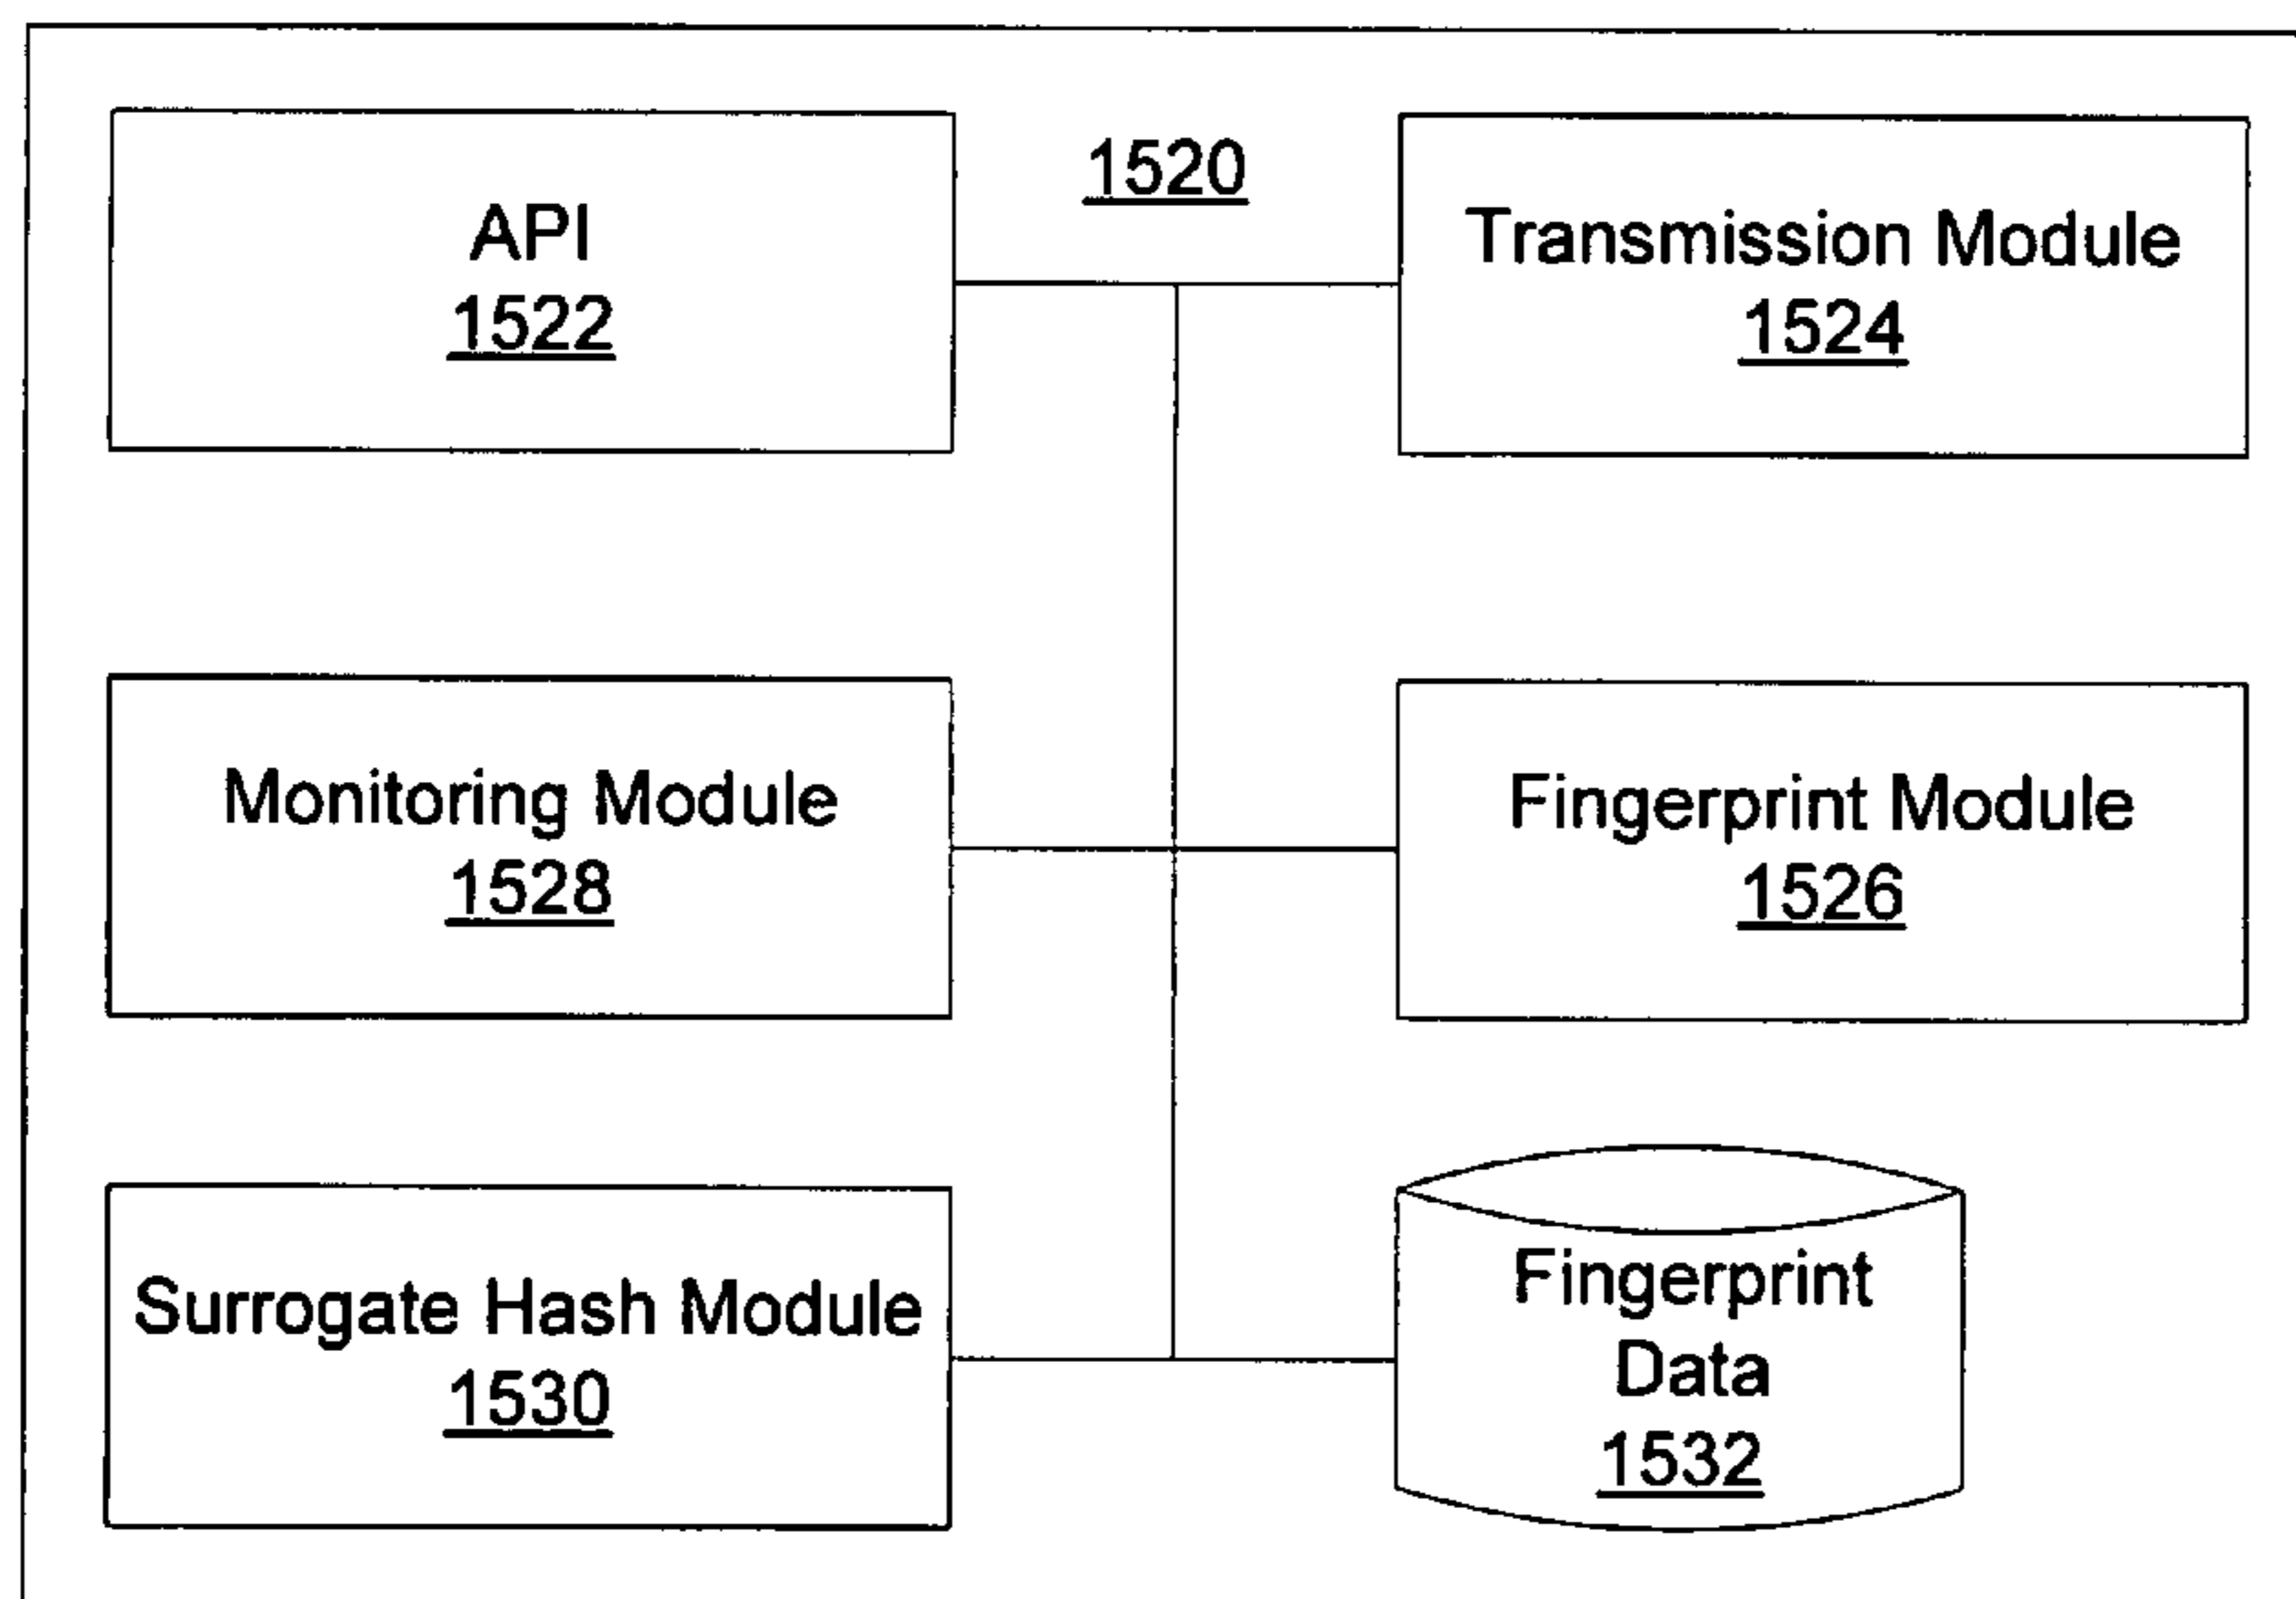 1520
API
1522
Transmission Module
1524
Monitoring Module
1528
Fingerprint Module
1526
Surrogate Hash Module
1530
Fingerprint
Data
1532